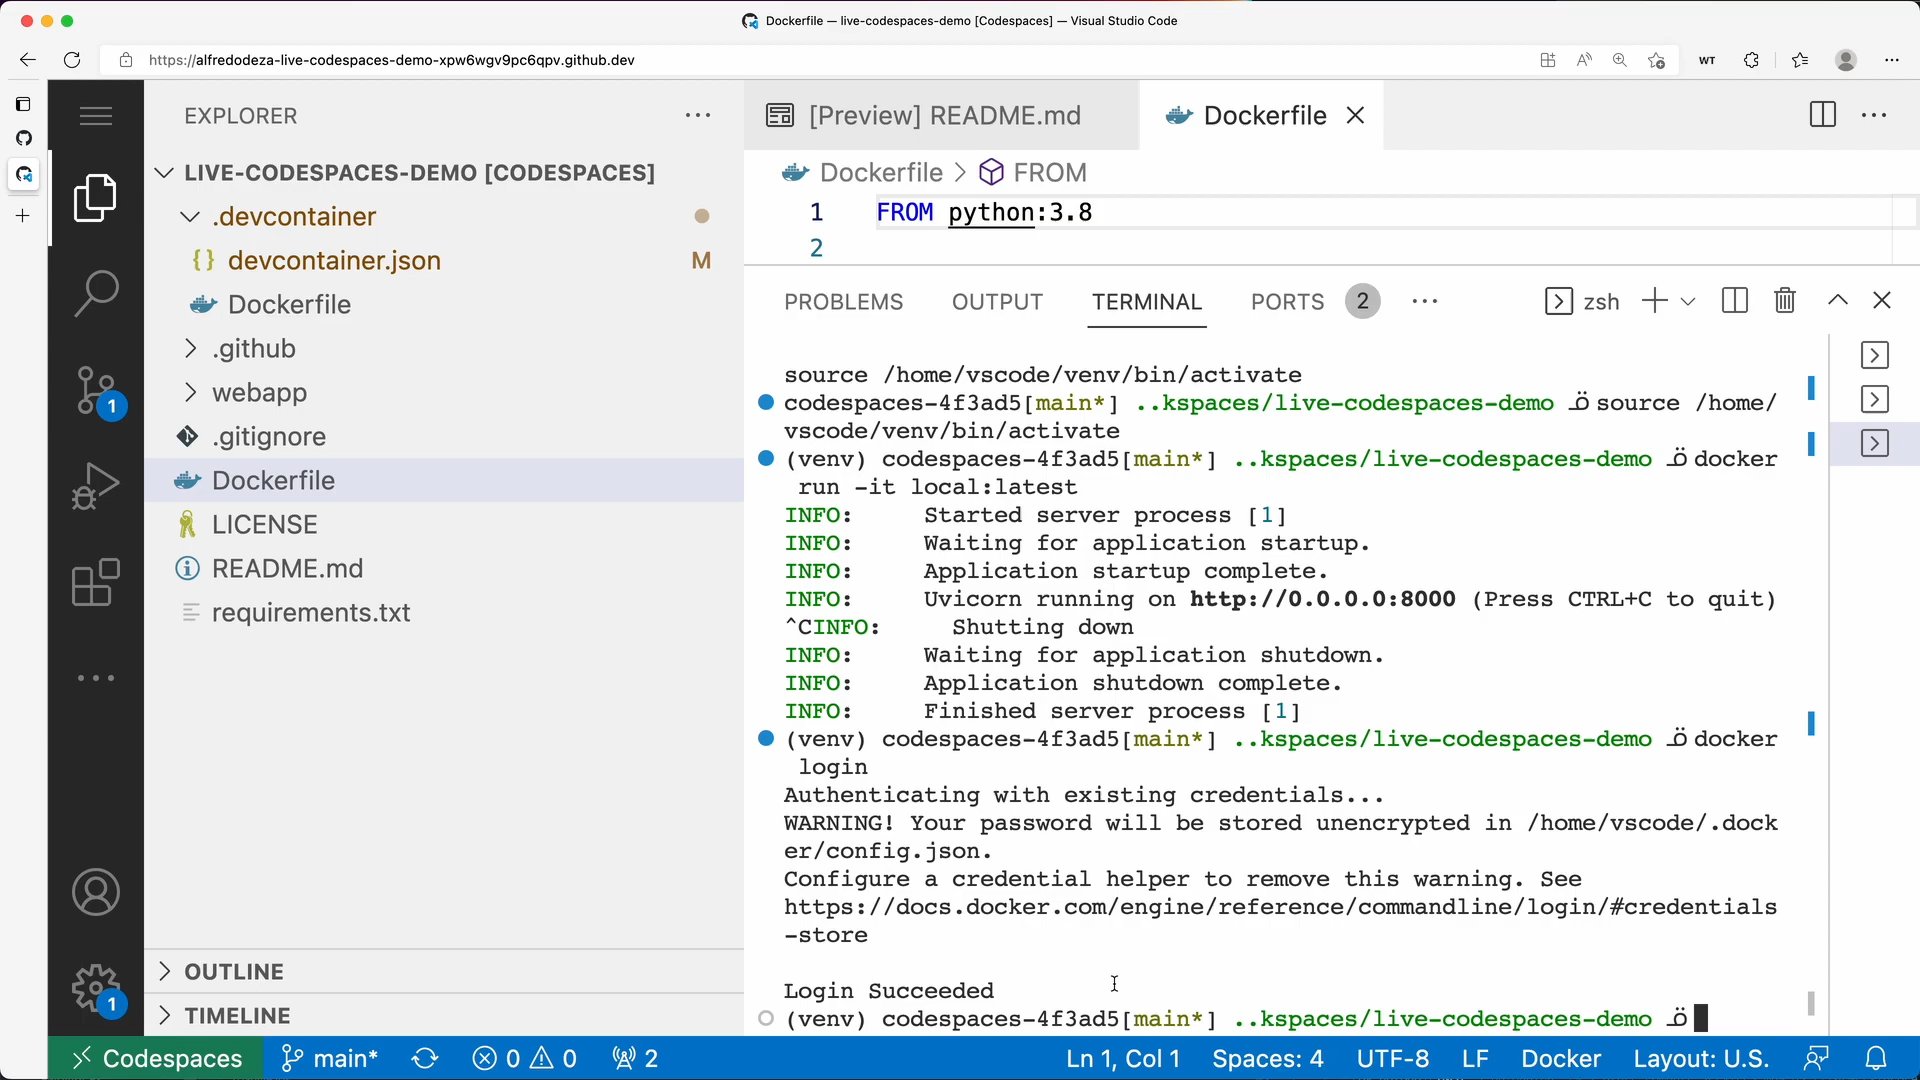 Dockerfile — live-codespaces-demo [Codespaces] — Visual Studio Code
https://alfredodeza-live-codespaces-demo-xpw6wgv9pc6qpv.github.dev
WT
EXPLORER
LIVE-CODESPACES-DEMO [CODESPACES]
.devcontainer
devcontainer.json M
Dockerfile
.github
webapp
.gitignore
Dockerfile
LICENSE
README.md
requirements.txt
OUTLINE
TIMELINE
1
1
[Preview] README.md
Dockerfile
Dockerfile > FROM
1 FROM python:3.8
2
PROBLEMS OUTPUT TERMINAL PORTS 2
zsh
source /home/vscode/venv/bin/activate
codespaces-4f3ad5[main*] ..kspaces/live-codespaces-demo Ö source /home/
vscode/venv/bin/activate
(venv) codespaces-4f3ad5[main*] ..kspaces/live-codespaces-demo Ö docker
run -it local:latest
INFO: Started server process [1]
INFO: Waiting for application startup.
INFO: Application startup complete.
INFO: Uvicorn running on http://0.0.0.0:8000 (Press CTRL+C to quit)
^CINFO: Shutting down
INFO: Waiting for application shutdown.
INFO: Application shutdown complete.
INFO: Finished server process [1]
(venv) codespaces-4f3ad5[main*] ..kspaces/live-codespaces-demo Ö docker
login
Authenticating with existing credentials...
WARNING! Your password will be stored unencrypted in /home/vscode/.dock
er/config.json.
Configure a credential helper to remove this warning. See
https://docs.docker.com/engine/reference/commandline/login/#credentials
-store
Login Succeeded
(venv) codespaces-4f3ad5[main*] ..kspaces/live-codespaces-demo Ö
Codespaces main* 0 0 2 Ln 1, Col 1 Spaces: 4 UTF-8 LF Docker Layout: U.S.